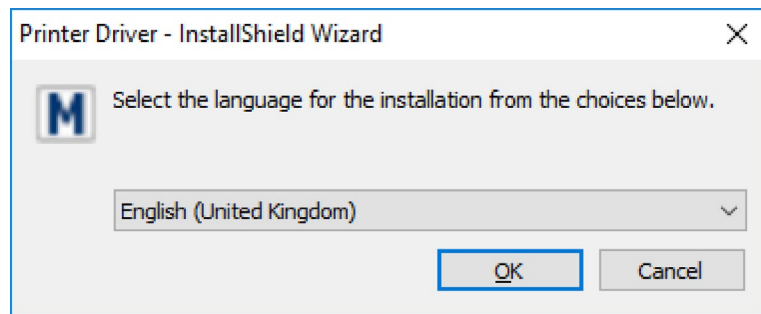 Printer Driver - InstallShield Wizard
M
Select the language for the installation from the choices below.
English (United Kingdom)
OK
Cancel